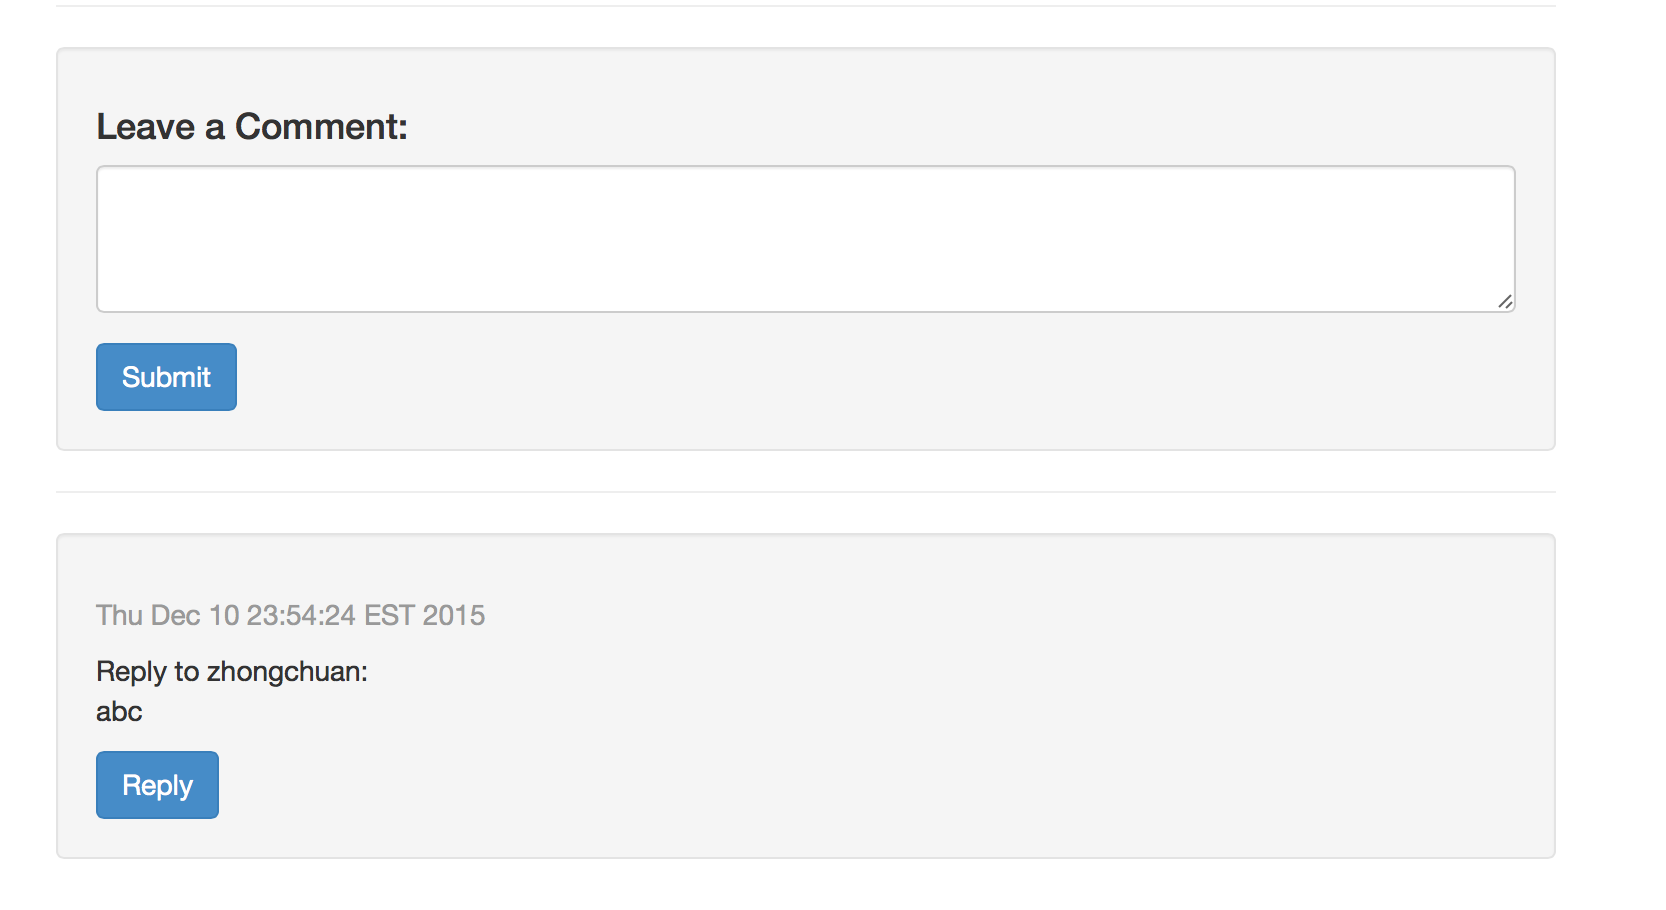 Leave a Comment:
Submit
Thu Dec 10 23:54:24 EST 2015
Reply to zhongchuan:
abc
Reply